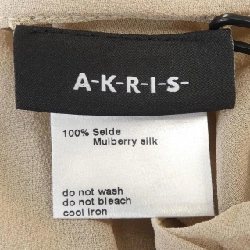 A-K-R-I-S-
100% Seide
Mulberry silk
do not wash
do not bleach
cool iron